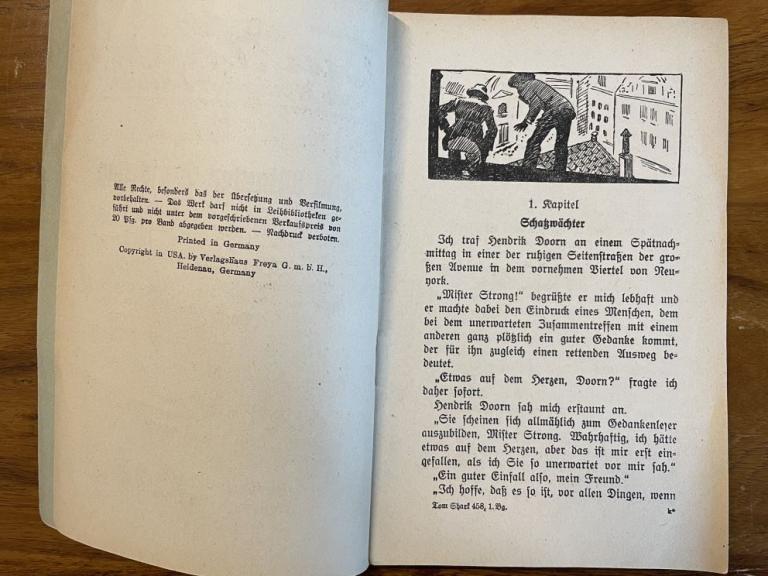 Alle Rechte, besonders das der Übersetzung und Verfilmung,
vorbehalten. — Das Werk darf nicht in Leihbibliotheken ge-
führt und nicht unter dem vorgeschriebenen Verkaufspreis von
20 Pfg. pro Band abgegeben werden. — Nachdruck verboten.
Printed in Germany
Copyright in USA. by Verlagshaus Freya G. m. b. H.,
Heidenau, Germany
1. Kapitel
Schatzwächter
Ich traf Hendrik Doorn an einem Spätnach-
mittag in einer der ruhigen Seitenstraßen der gro-
ßen Avenue in dem vornehmen Viertel von Neu-
york.
„Mister Strong!“ begrüßte er mich lebhaft und
er machte dabei den Eindruck eines Menschen, dem
bei dem unerwarteten Zusammentreffen mit einem
anderen ganz plötzlich ein guter Gedanke kommt,
der für ihn zugleich einen rettenden Ausweg be-
deutet.
„Etwas auf dem Herzen, Doorn?“ fragte ich
daher sofort.
Hendrik Doorn sah mich erstaunt an.
„Sie scheinen sich allmählich zum Gedankenleser
auszubilden, Mister Strong. Wahrhaftig, ich hätte
etwas auf dem Herzen, aber das ist mir erst ein-
gefallen, als ich Sie so unerwartet vor mir sah.“
„Ein guter Einfall also, mein Freund.“
„Ich hoffe, daß es so ist, vor allen Dingen, wenn
Tom Shark 458, 1. Bg.
k*